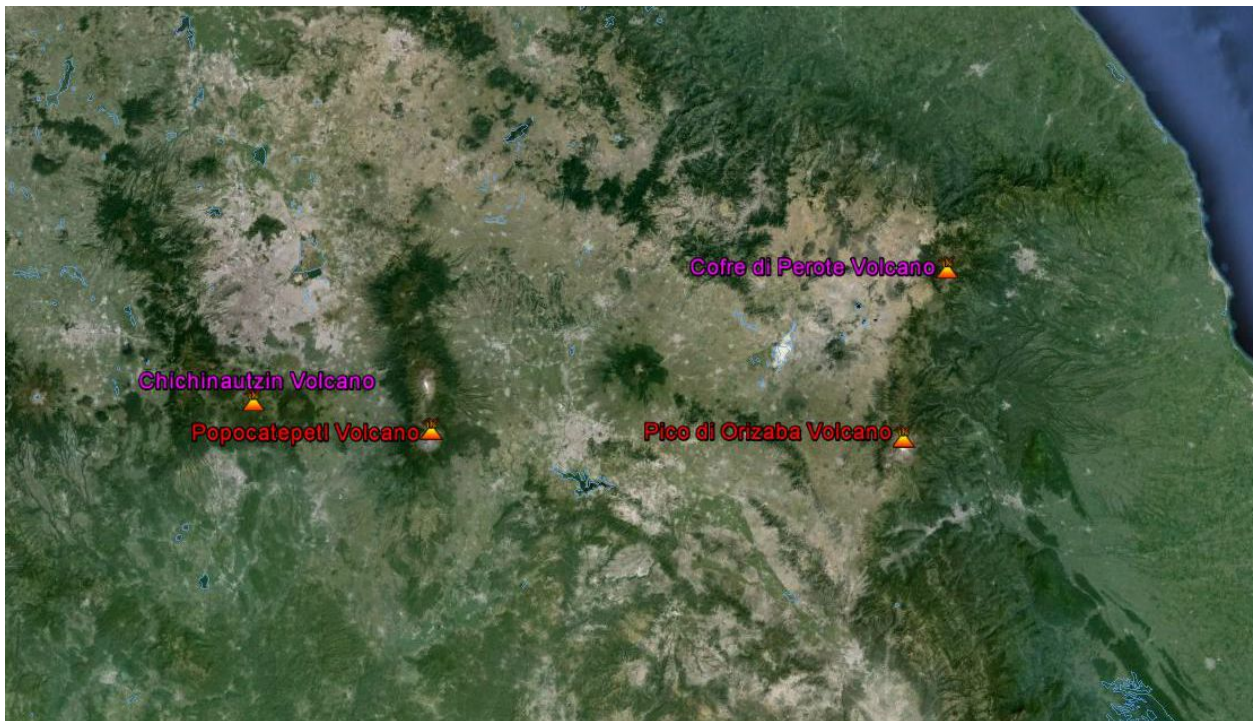 Cofre di Perote Volcano
Chichinautzin Volcano
Popocatepetl Volcano
Pico di Orizaba Volcano